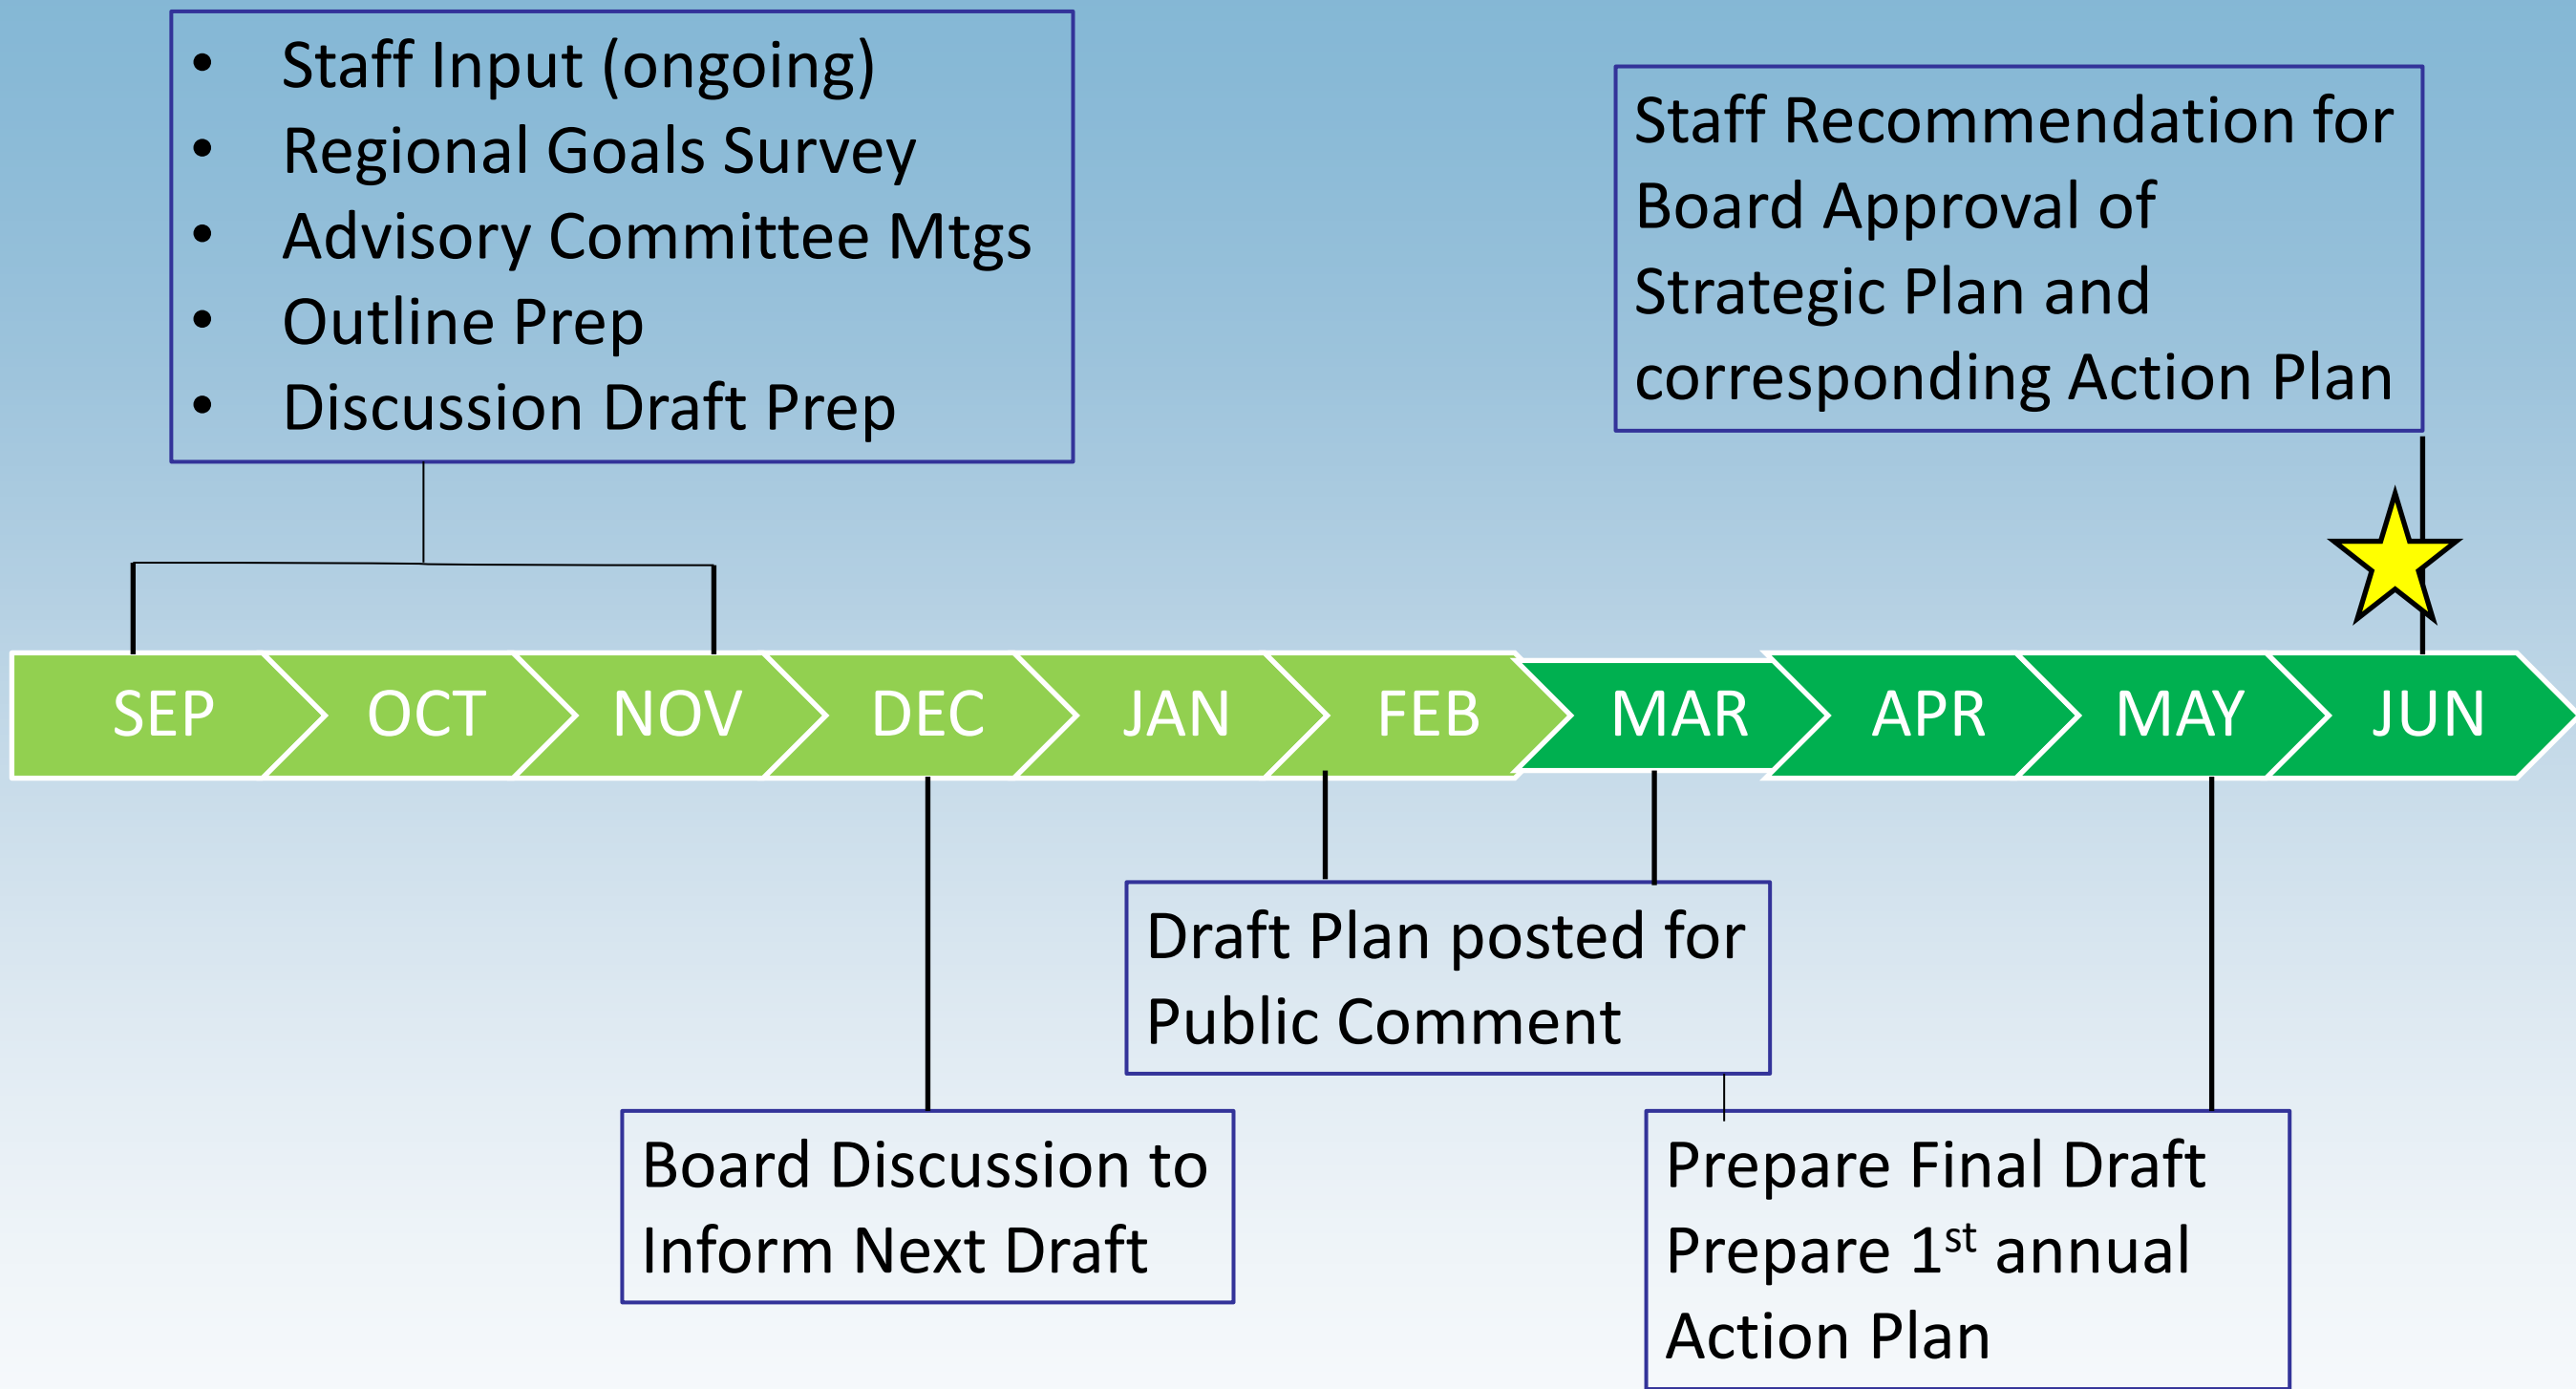 • Staff Input (ongoing)
• Regional Goals Survey
• Advisory Committee Mtgs
• Outline Prep
• Discussion Draft Prep
Staff Recommendation for
Board Approval of
Strategic Plan and
corresponding Action Plan
SEP
OCT
NOV
DEC
JAN
FEB
MAR
APR
MAY
JUN
Draft Plan posted for
Public Comment
Board Discussion to
Inform Next Draft
Prepare Final Draft
Prepare 1st annual
Action Plan